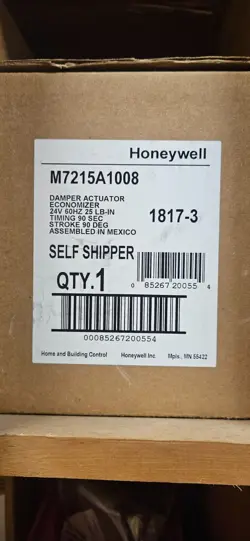 Honeywell
M7215A1008
DAMPER ACTUATOR
ECONOMIZER
24V 60HZ 25 LB-IN
TIMING 90 SEC
STROKE 90 DEG
ASSEMBLED IN MEXICO
1817-3
SELF SHIPPER
QTY.1
0 85267 20055 4
00085267200554
Home and Building Control Honeywell Inc Mpls., MN 55422